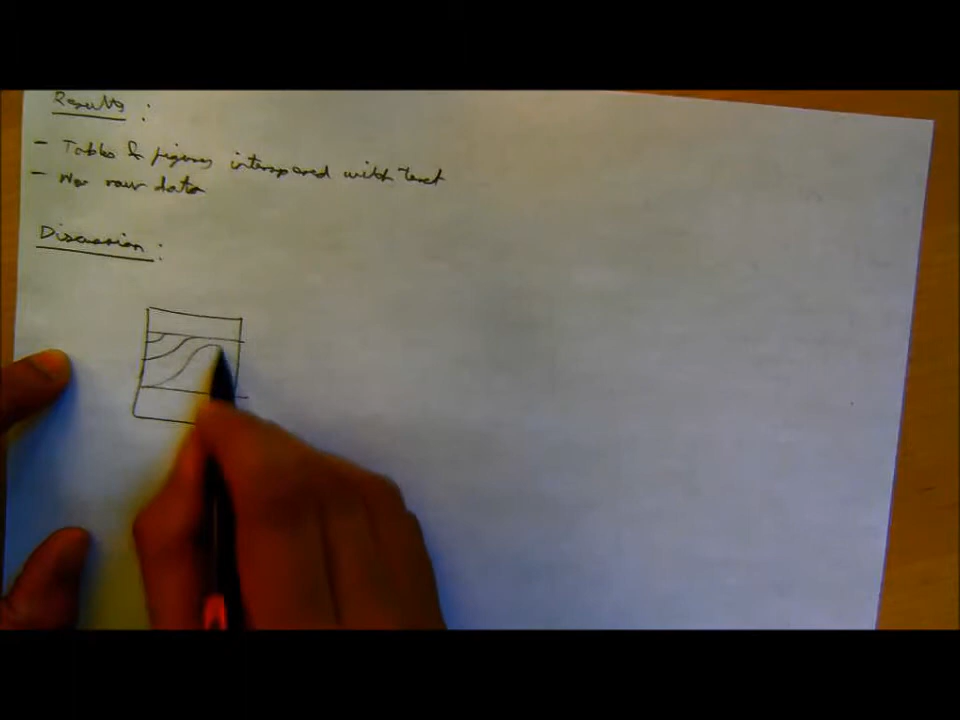 Results :
- Tables & figures interspersed with text
- No raw data
Discussion :